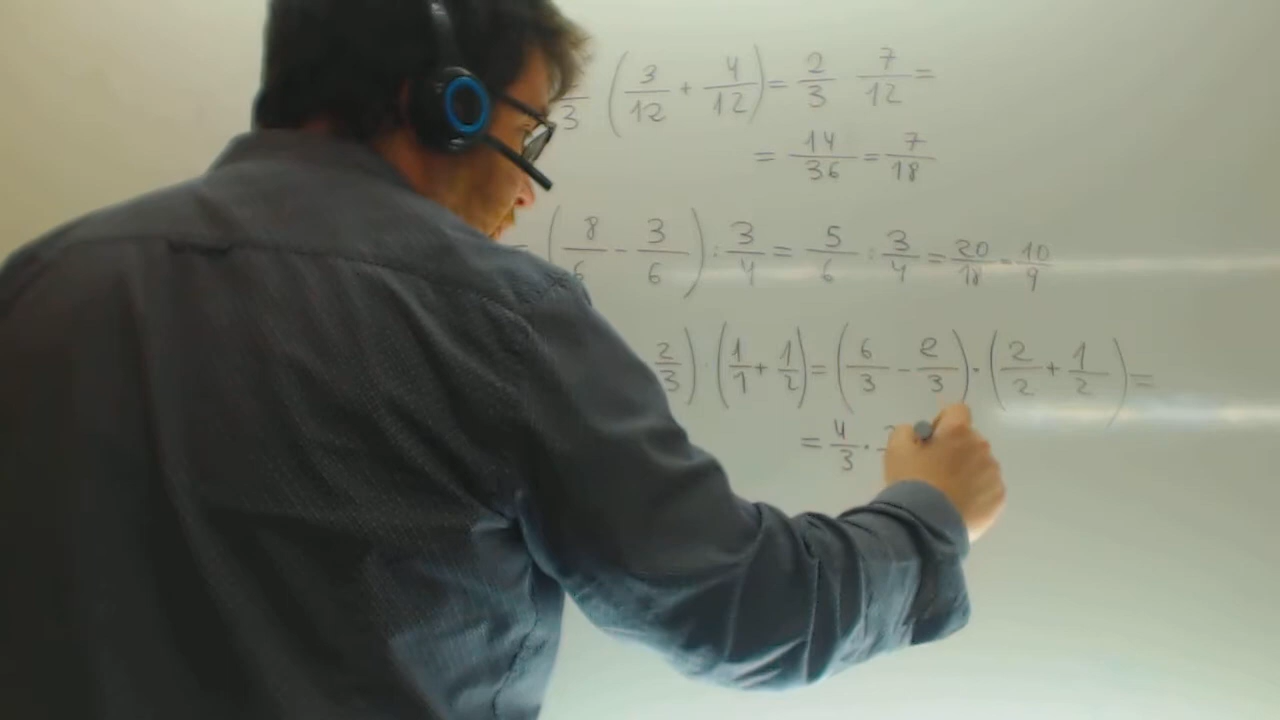 3 (3/12 + 4/12) = 2/3 7/12 =
= 14/36 = 7/18
= (8/6 - 3/6) : 3/4 = 5/6 : 3/4 = 20/18 = 10/9
2/3) · (1/1 + 1/2) = (6/3 - 2/3) · (2/2 + 1/2) =
= 4/3 ·